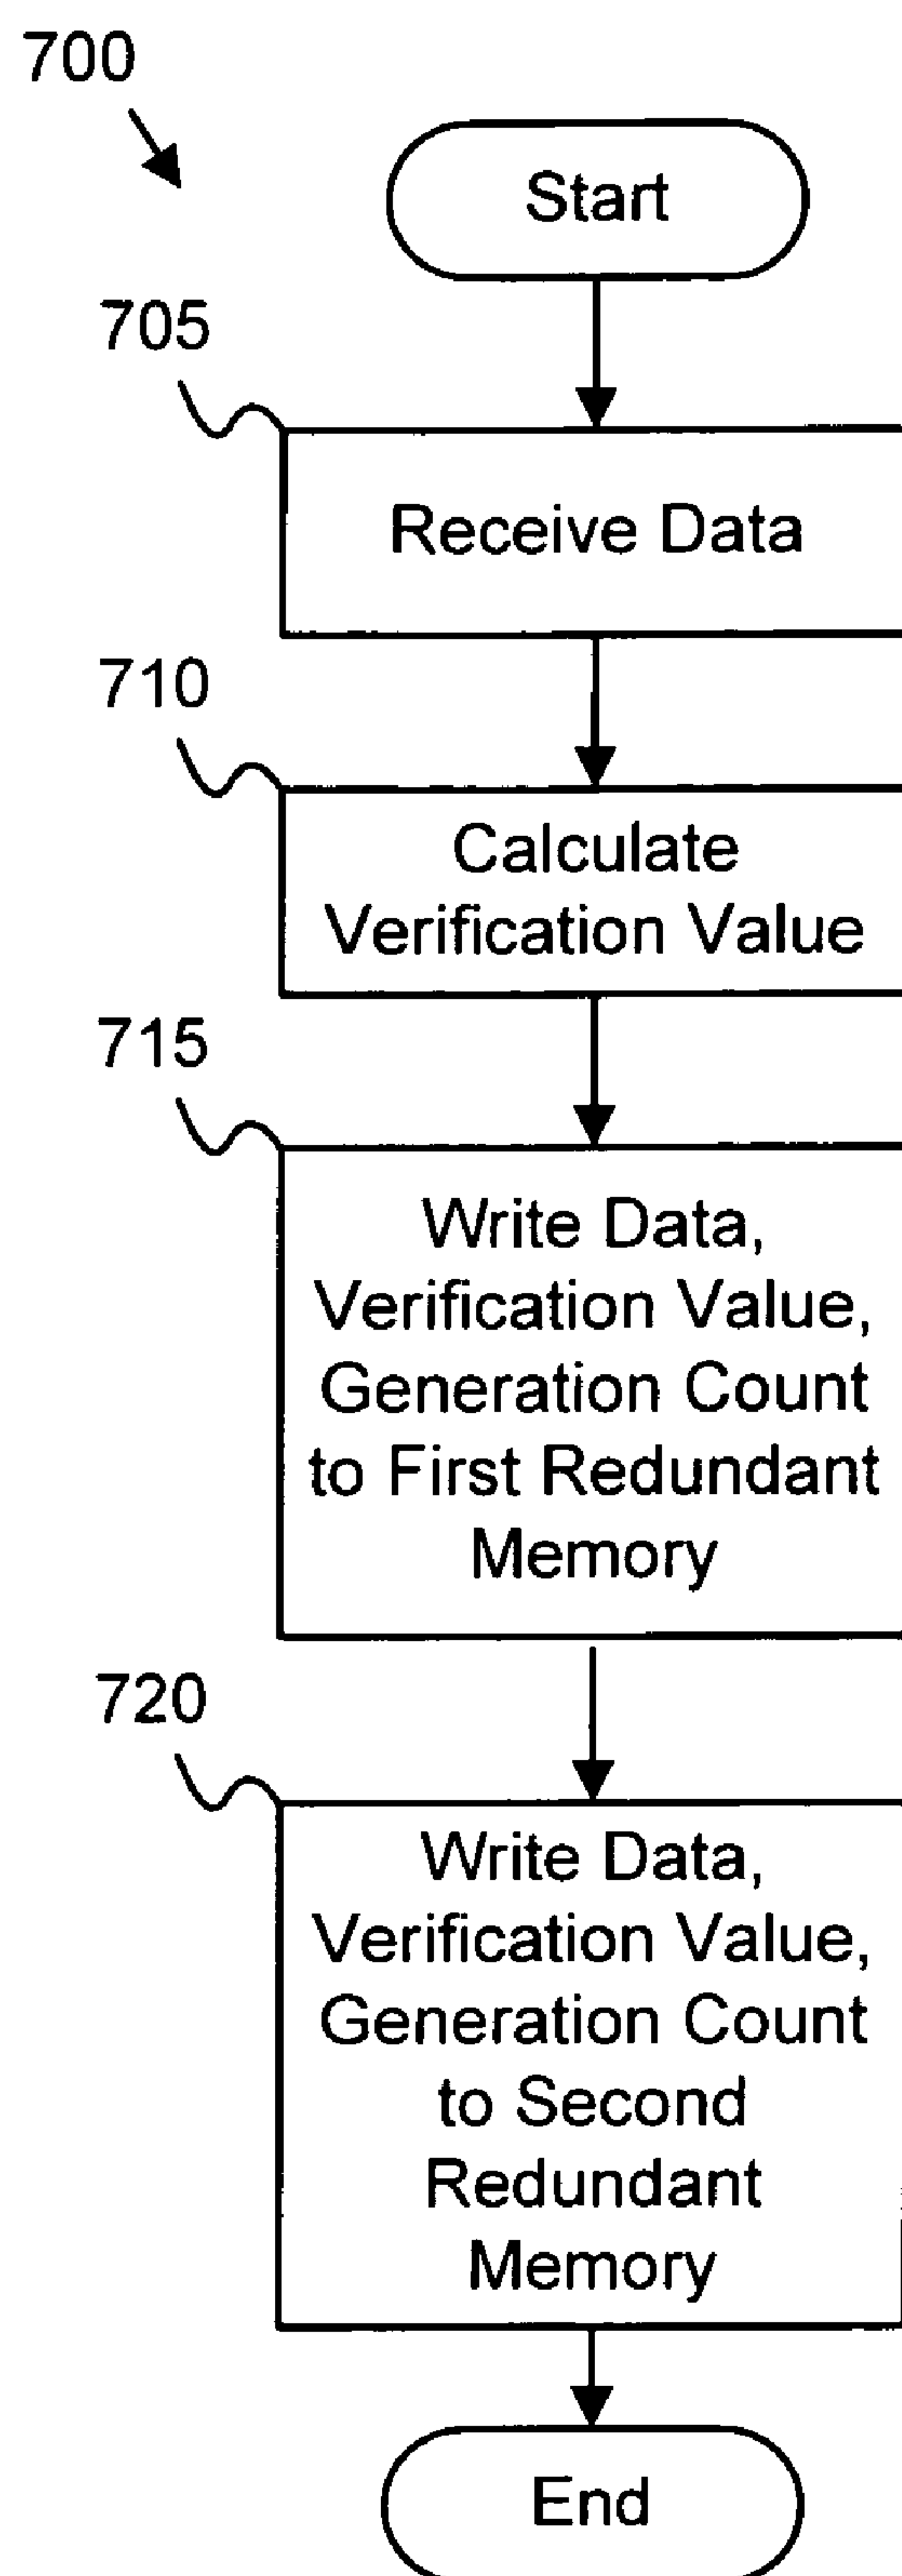 700
Start
705
Receive Data
710
Calculate
Verification Value
715
Write Data,
Verification Value,
Generation Count
to First Redundant
Memory
720
Write Data,
Verification Value,
Generation Count
to Second
Redundant
Memory
End